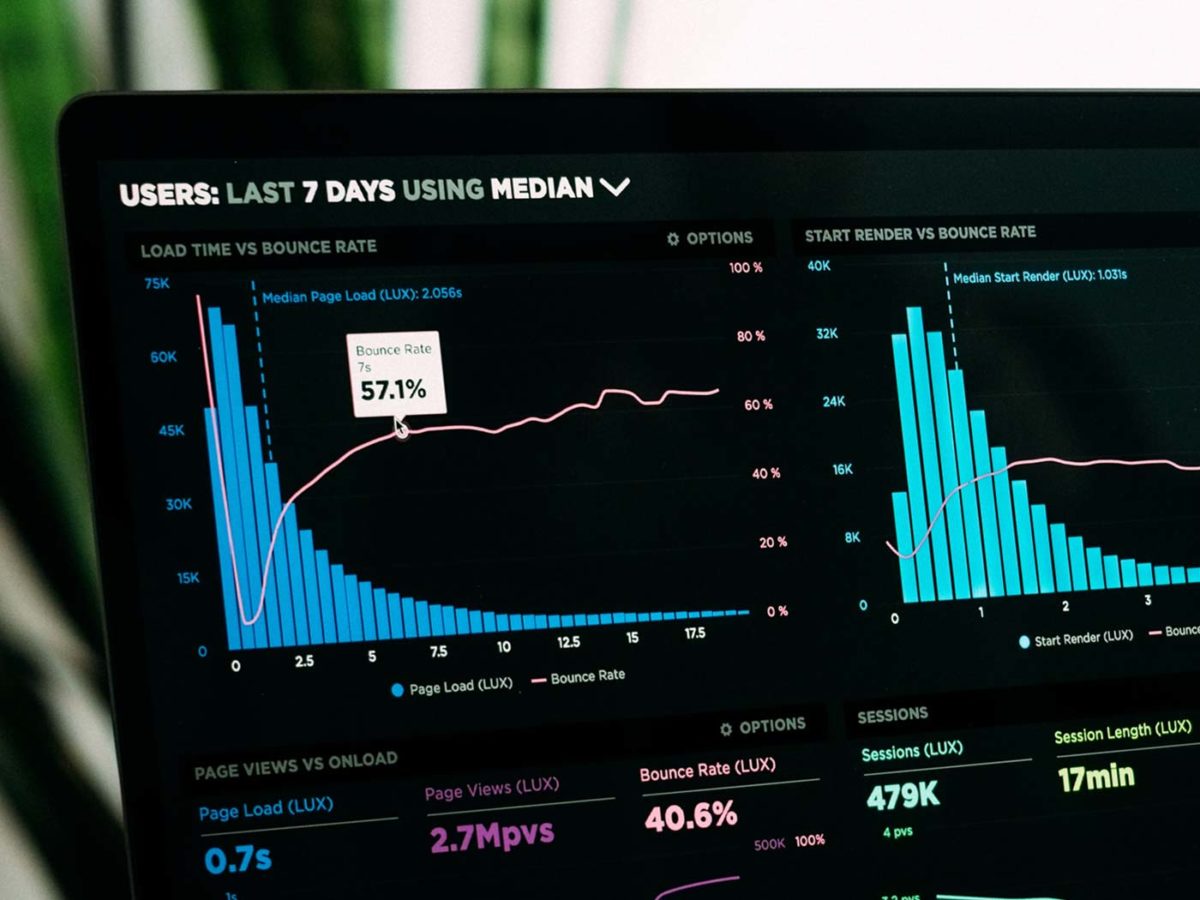 USERS: LAST 7 DAYS USING MEDIAN
LOAD TIME VS BOUNCE RATE
OPTIONS
75K
60K
45K
30K
15K
0
Median Page Load (LUX): 2.056s
Bounce Rate
7s
57.1%
100 %
80 %
60 %
40 %
20 %
0 %
0 2.5 5 7.5 10 12.5 15 17.5
Page Load (LUX) Bounce Rate
START RENDER VS BOUNCE RATE
40K
32K
24K
16K
8K
0
Median Start Render (LUX): 1.031s
0 1 2 3
Start Render (LUX) Bounce
PAGE VIEWS VS ONLOAD
OPTIONS
Page Load (LUX)
0.7s
1s
Page Views (LUX)
2.7Mpvs
Bounce Rate (LUX)
40.6%
500K 100%
SESSIONS
Sessions (LUX)
479K
4 pvs
3.2 pvs
Session Length (LUX)
17min